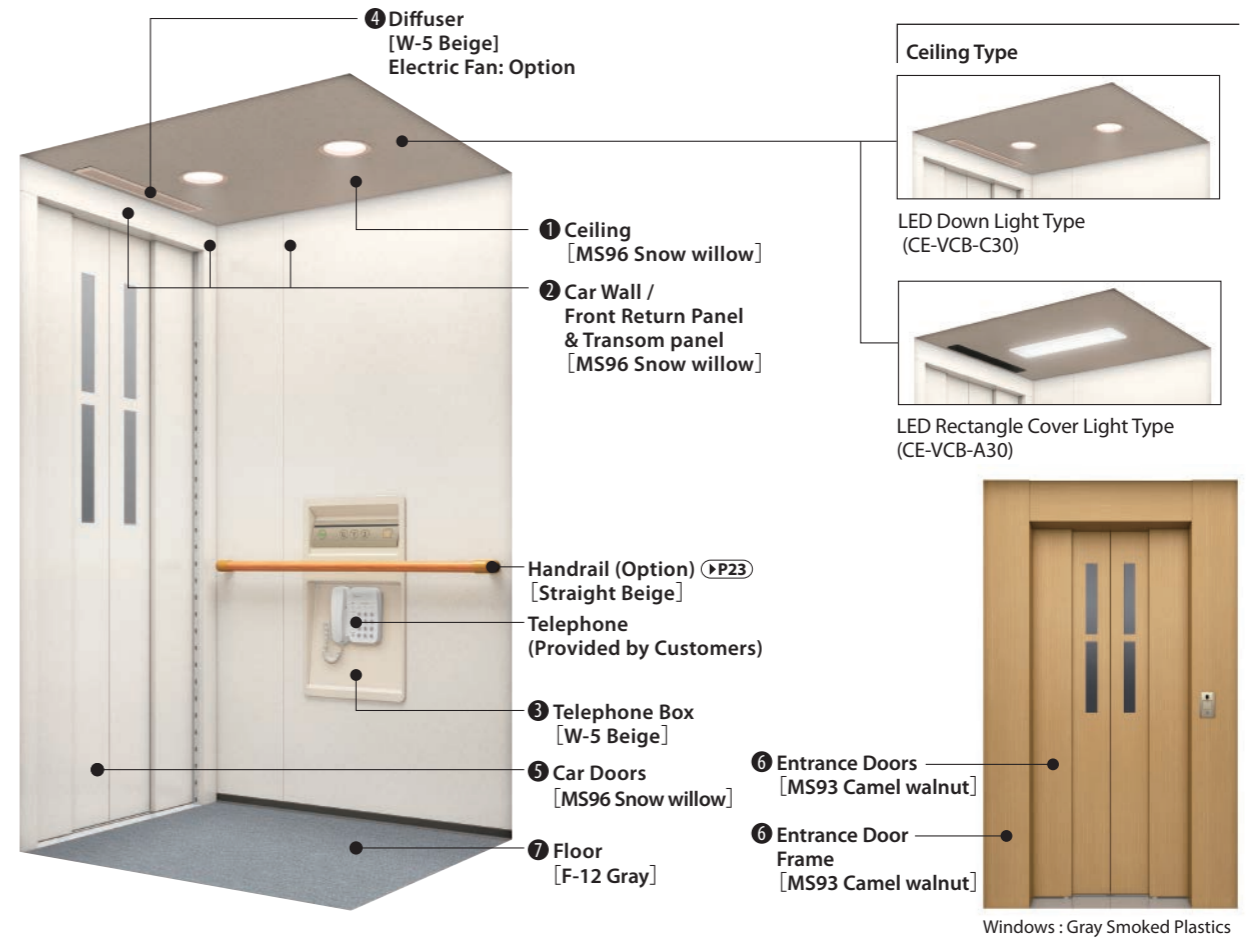 ❹ Diffuser
[W-5 Beige]
Electric Fan: Option
❶ Ceiling
[MS96 Snow willow]
❷ Car Wall /
Front Return Panel
& Transom panel
[MS96 Snow willow]
Handrail (Option) (▶P23)
[Straight Beige]
Telephone
(Provided by Customers)
❸ Telephone Box
[W-5 Beige]
❺ Car Doors
[MS96 Snow willow]
❼ Floor
[F-12 Gray]
Ceiling Type
LED Down Light Type
(CE-VCB-C30)
LED Rectangle Cover Light Type
(CE-VCB-A30)
❻ Entrance Doors
[MS93 Camel walnut]
❻ Entrance Door
Frame
[MS93 Camel walnut]
Windows : Gray Smoked Plastics